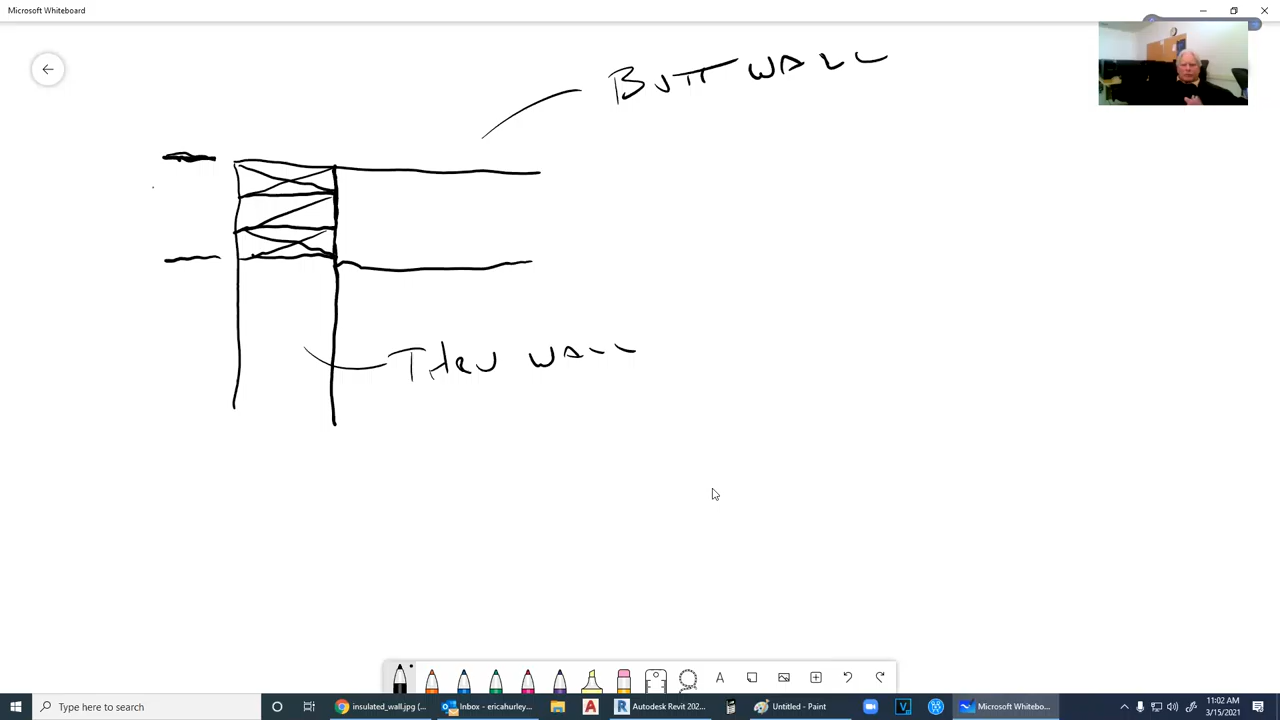 Microsoft Whiteboard
BUTT WALL
THRU WALL
A
Type here to search
insulated_wall.jpg (...
Inbox - ericahurley...
Autodesk Revit 202...
Untitled - Paint
Microsoft Whitebo...
11:02 AM
3/15/2021